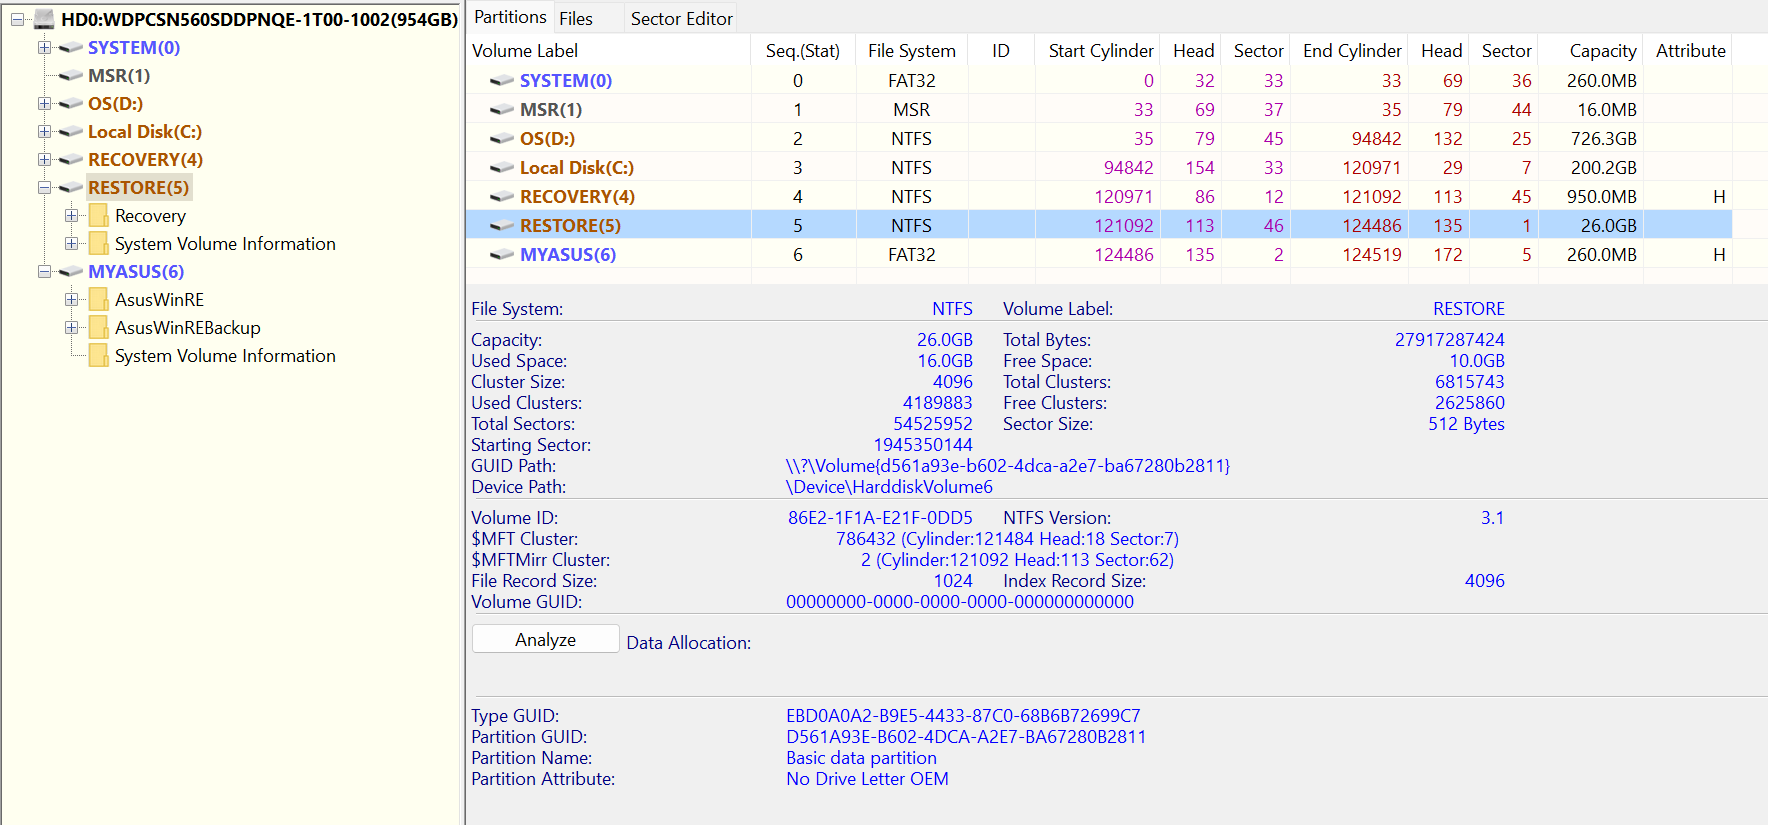 HD0:WDPCSN560SDDPNQE-1T00-1002(954GB)
SYSTEM(0)
MSR(1)
OS(D:)
Local Disk(C:)
RECOVERY(4)
RESTORE(5)
Recovery
System Volume Information
MYASUS(6)
AsusWinRE
AsusWinREBackup
System Volume Information
Partitions Files Sector Editor
Volume Label Seq.(Stat) File System ID Start Cylinder Head Sector End Cylinder Head Sector Capacity Attribute
SYSTEM(0) 0 FAT32 0 32 33 33 69 36 260.0MB
MSR(1) 1 MSR 33 69 37 35 79 44 16.0MB
OS(D:) 2 NTFS 35 79 45 94842 132 25 726.3GB
Local Disk(C:) 3 NTFS 94842 154 33 120971 29 7 200.2GB
RECOVERY(4) 4 NTFS 120971 86 12 121092 113 45 950.0MB H
RESTORE(5) 5 NTFS 121092 113 46 124486 135 1 26.0GB
MYASUS(6) 6 FAT32 124486 135 2 124519 172 5 260.0MB H
File System: NTFS Volume Label: RESTORE
Capacity: 26.0GB Total Bytes: 27917287424
Used Space: 16.0GB Free Space: 10.0GB
Cluster Size: 4096 Total Clusters: 6815743
Used Clusters: 4189883 Free Clusters: 2625860
Total Sectors: 54525952 Sector Size: 512 Bytes
Starting Sector: 1945350144
GUID Path: \\?\Volume{d561a93e-b602-4dca-a2e7-ba67280b2811}
Device Path: \Device\HarddiskVolume6
Volume ID: 86E2-1F1A-E21F-0DD5 NTFS Version: 3.1
$MFT Cluster: 786432 (Cylinder:121484 Head:18 Sector:7)
$MFTMirr Cluster: 2 (Cylinder:121092 Head:113 Sector:62)
File Record Size: 1024 Index Record Size: 4096
Volume GUID: 00000000-0000-0000-0000-000000000000
Analyze Data Allocation:
Type GUID: EBD0A0A2-B9E5-4433-87C0-68B6B72699C7
Partition GUID: D561A93E-B602-4DCA-A2E7-BA67280B2811
Partition Name: Basic data partition
Partition Attribute: No Drive Letter OEM